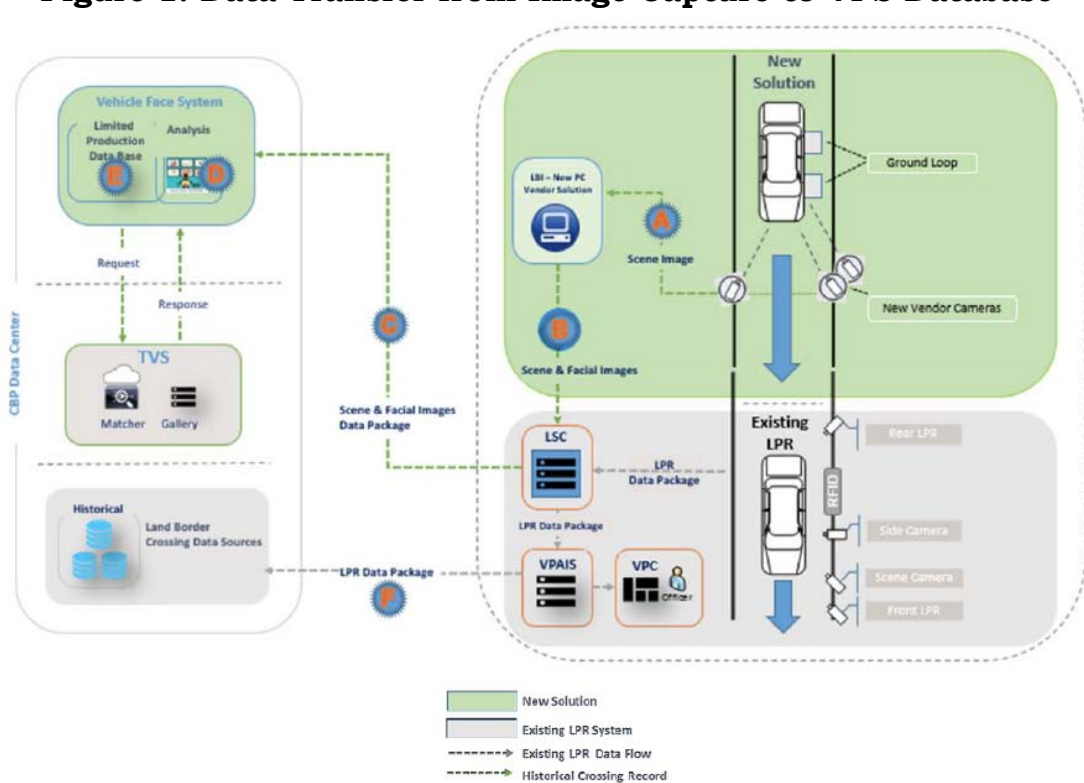 Figure 1: Data Transfer from Image Capture to VFS Database
CBP Data Center
Vehicle Face System
Limited
Production
Data Base
Analysis
E
D
Request
Response
TVS
Matcher
Gallery
Historical
Land Border
Crossing Data Sources
C
Scene & Facial Images
Data Package
LPR Data Package
F
New
Solution
Ground Loop
LBI – New PC
Vendor Solution
A
Scene Image
New Vendor Cameras
B
Scene & Facial Images
Existing
LPR
LSC
LPR
Data Package
LPR Data Package
VPAIS
VPC
Officer
Rear LPR
RFID
Side Camera
Scene Camera
Front LPR
New Solution
Existing LPR System
Existing LPR Data Flow
Historical Crossing Record